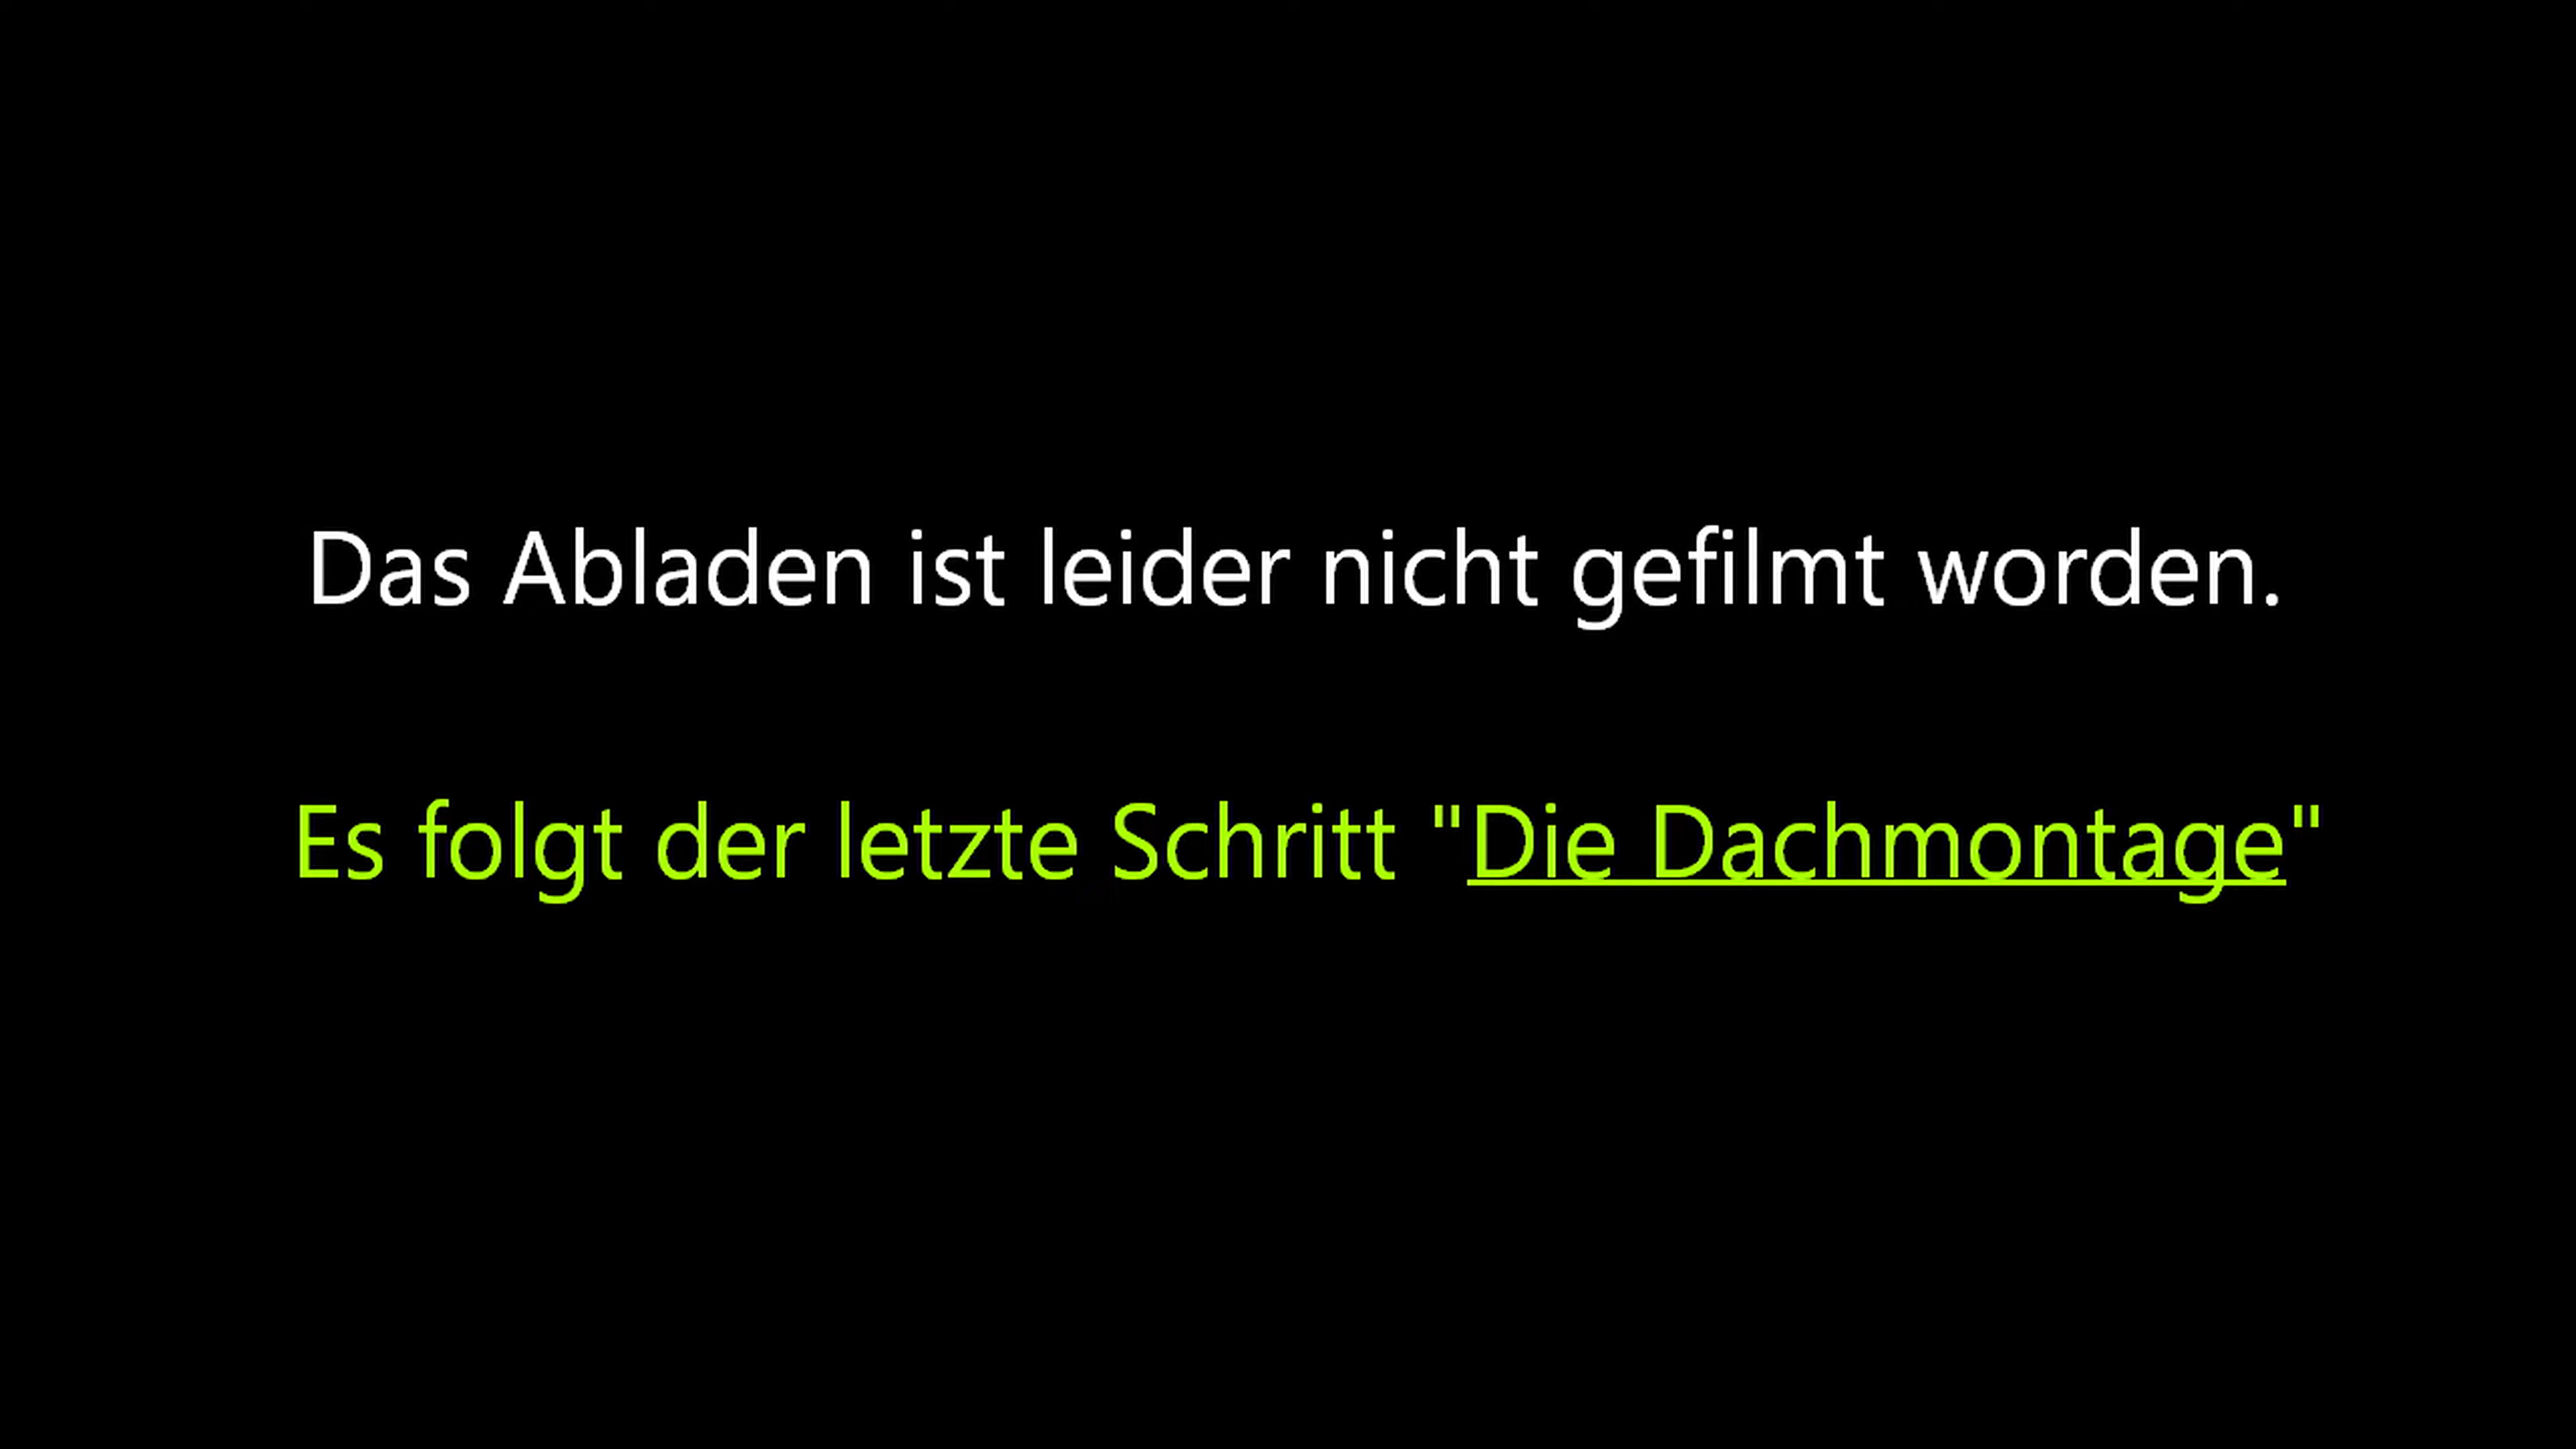 Das Abladen ist leider nicht gefilmt worden.
Es folgt der letzte Schritt "Die Dachmontage"